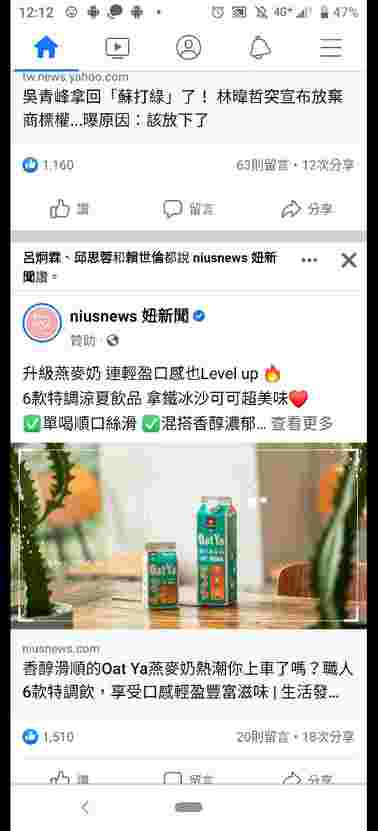 12:12
4G+
47%
tw.news.yahoo.com
吳青峰拿回「蘇打綠」了！ 林暐哲突宣布放棄
商標權...曝原因：該放下了
1,160
63則留言・12次分享
讚
留言
分享
呂炯霖、邱思蓉和賴世倫都說 niusnews 妞新
聞讚。
niusnews 妞新聞
贊助・
升級燕麥奶 連輕盈口感也Level up 🔥
6款特調涼夏飲品 拿鐵冰沙可可超美味❤️
✅單喝順口絲滑 ✅混搭香醇濃郁... 查看更多
Oat Ya
Oat Ya
niusnews.com
香醇滑順的Oat Ya燕麥奶熱潮你上車了嗎？職人
6款特調飲，享受口感輕盈豐富滋味 | 生活發...
1,510
20則留言・18次分享
讚
留言
分享